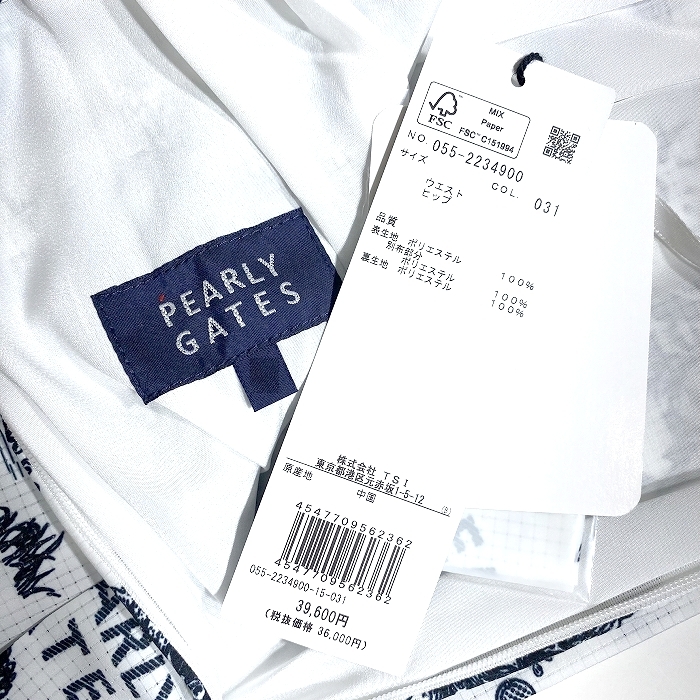 PEARLY
GATES
MIX
Paper
FSC
FSC™ C151994
NO. 055-2234900
COL. 031
サイズ
ウエスト
ヒップ
品質
表生地 ポリエステル 100%
別布部分
ポリエステル 100%
裏生地 ポリエステル 100%
株式会社 TSI
東京都港区元赤坂1-5-12
原産地 中国
4547709562362
4547709562362
055-2234900-15-031
39,600円
(税抜価格 36,000円)